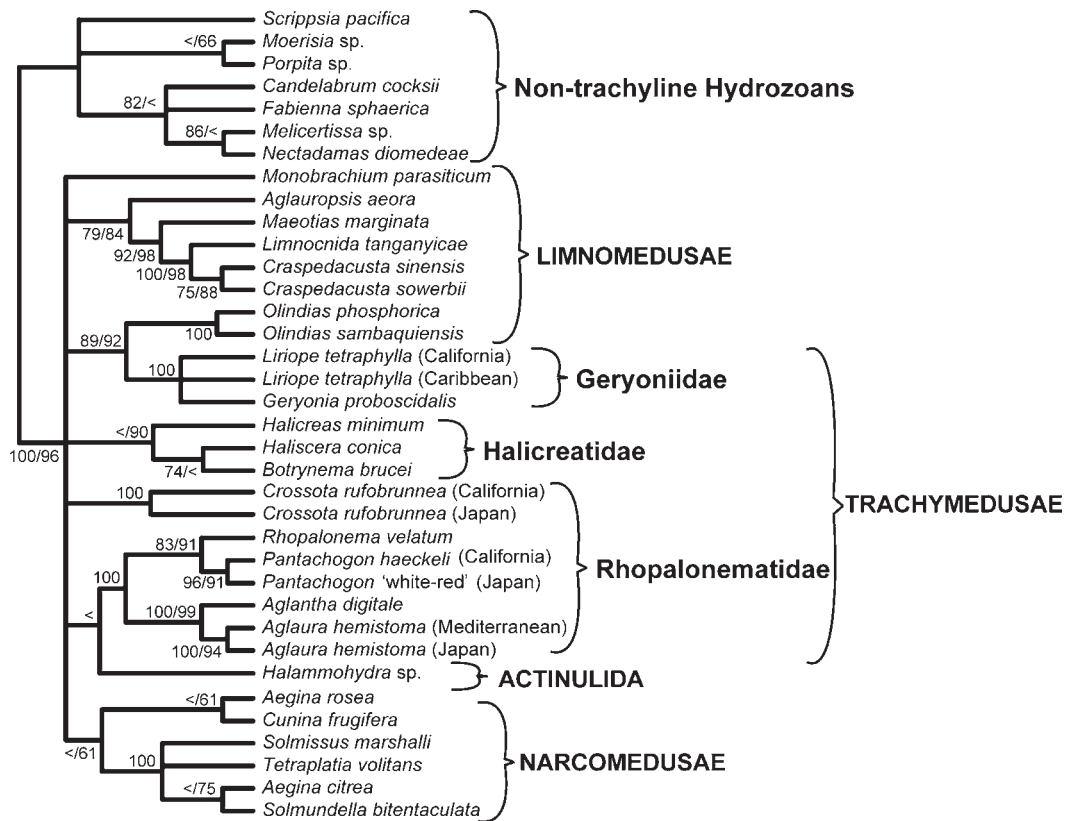 Scrippsia pacifica
</66
Moerisia sp.
Porpita sp.
Candelabrum cocksii
82/<
Fabienna sphaerica
86/<
Melicertissa sp.
Nectadamas diomedeae
Non-trachyline Hydrozoans
Monobrachium parasiticum
Aglauropsis aeora
79/84
Maeotias marginata
92/98
Limnocnida tanganyicae
100/98
Craspedacusta sinensis
75/88
Craspedacusta sowerbii
Olindias phosphorica
100
Olindias sambaquiensis
LIMNOMEDUSAE
89/92
Liriope tetraphylla (California)
100
Liriope tetraphylla (Caribbean)
Geryonia proboscidalis
Geryoniidae
</90
Halicreas minimum
Haliscera conica
74/<
Botrynema brucei
Halicreatidae
100/96
100
Crossota rufobrunnea (California)
Crossota rufobrunnea (Japan)
83/91
Rhopalonema velatum
Pantachogon haeckeli (California)
96/91
Pantachogon 'white-red' (Japan)
100
Aglantha digitale
100/99
Aglaura hemistoma (Mediterranean)
100/94
Aglaura hemistoma (Japan)
Rhopalonematidae
TRACHYMEDUSAE
<
Halammohydra sp.
ACTINULIDA
</61
Aegina rosea
Cunina frugifera
</61
Solmissus marshalli
100
Tetraplatia volitans
</75
Aegina citrea
Solmundella bitentaculata
NARCOMEDUSAE